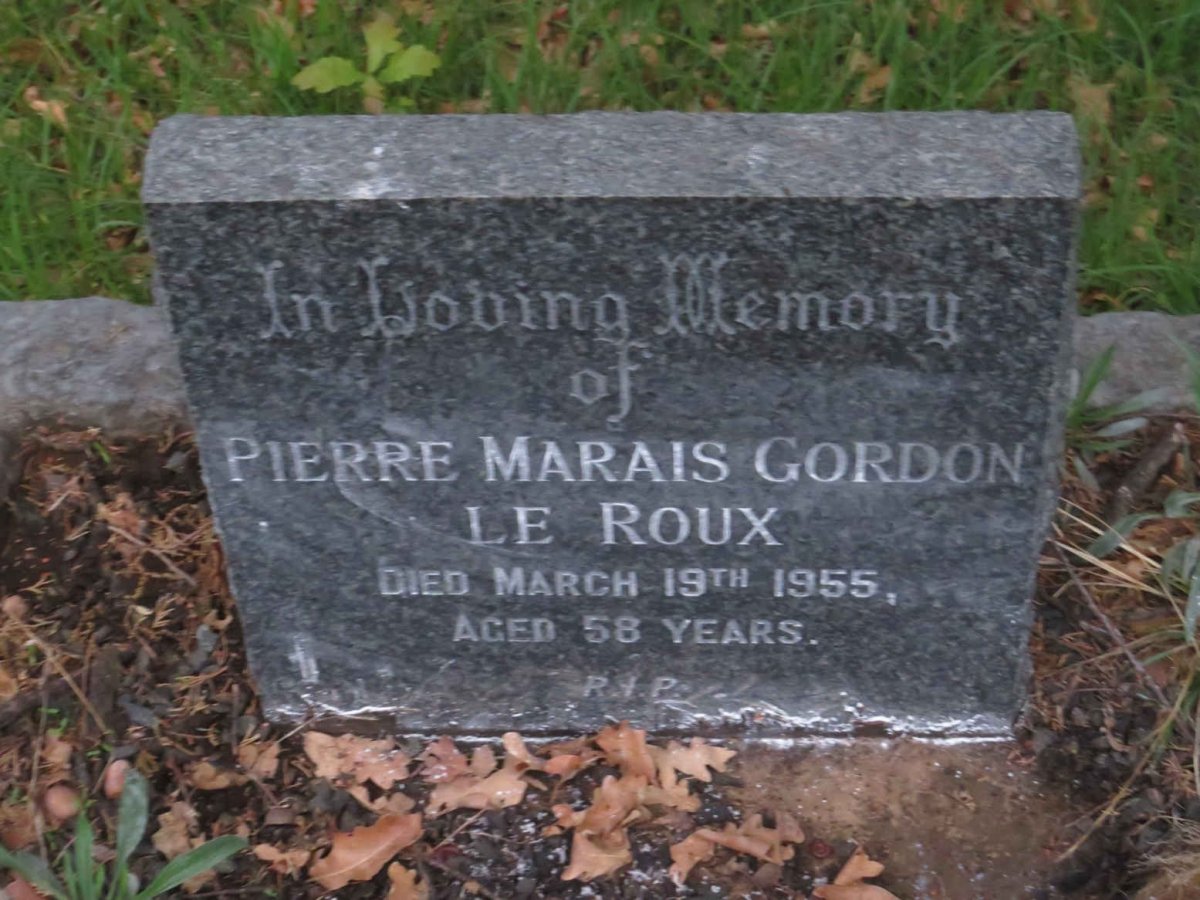 In Loving Memory
of
PIERRE MARAIS GORDON
LE ROUX
DIED MARCH 19TH 1955,
AGED 58 YEARS.
R.I.P.